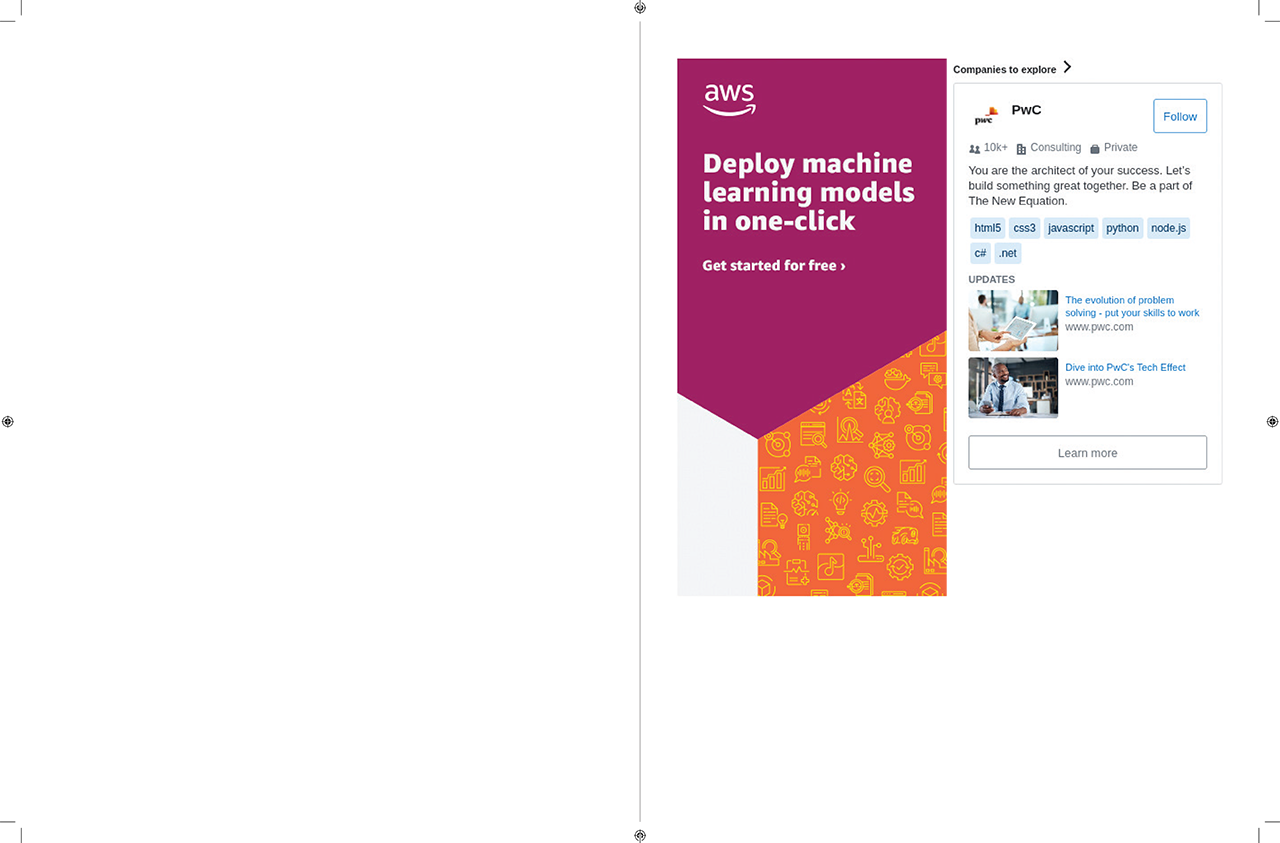 aws
Deploy machine
learning models
in one-click
Get started for free ›
Companies to explore
pwc
PwC
Follow
10k+ Consulting Private
You are the architect of your success. Let's
build something great together. Be a part of
The New Equation.
html5 css3 javascript python node.js
c# .net
UPDATES
The evolution of problem
solving - put your skills to work
www.pwc.com
Dive into PwC's Tech Effect
www.pwc.com
Learn more